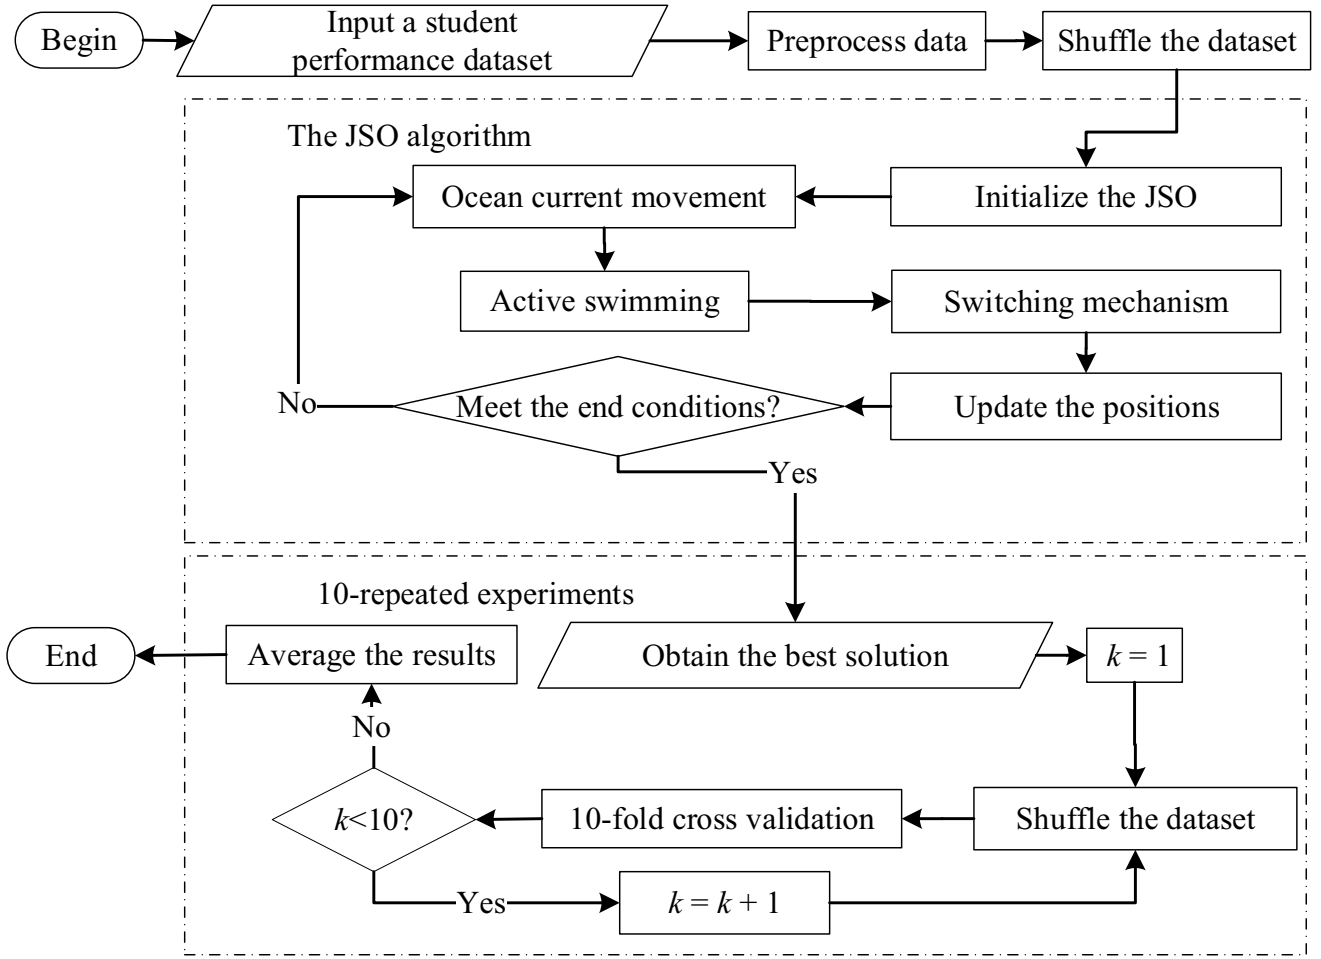 Begin
Input a student
performance dataset
Preprocess data
Shuffle the dataset
The JSO algorithm
Ocean current movement
Initialize the JSO
Active swimming
Switching mechanism
No
Meet the end conditions?
Update the positions
Yes
10-repeated experiments
End
Average the results
Obtain the best solution
k = 1
No
k<10?
10-fold cross validation
Shuffle the dataset
Yes
k = k + 1